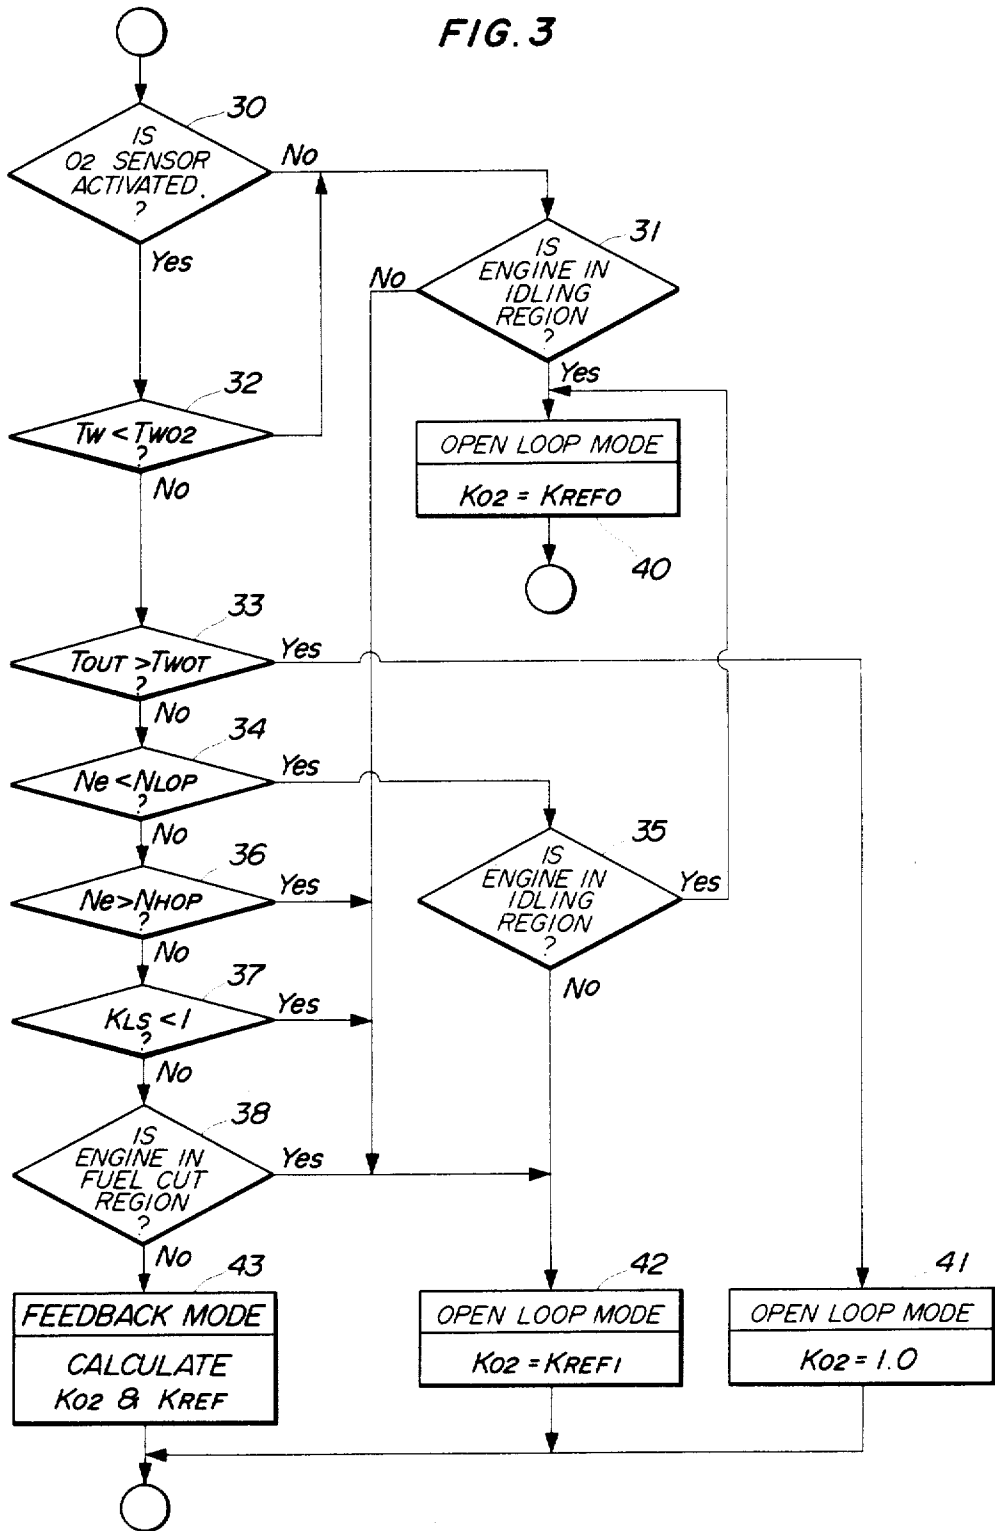 FIG. 3
30
IS
O2 SENSOR
ACTIVATED.
?
No
Yes
31
IS
ENGINE IN
IDLING
REGION
?
No
Yes
32
TW < TWO2
?
No
OPEN LOOP MODE
KO2 = KREFO
40
33
TOUT > TWOT
?
Yes
No
34
Ne < NLOP
?
Yes
No
35
IS
ENGINE IN
IDLING
REGION
?
Yes
No
36
Ne > NHOP
?
Yes
No
37
KLS < 1
?
Yes
No
38
IS
ENGINE IN
FUEL CUT
REGION
?
Yes
No
43
FEEDBACK MODE
CALCULATE
KO2 & KREF
42
OPEN LOOP MODE
KO2 = KREF1
41
OPEN LOOP MODE
KO2 = 1.0